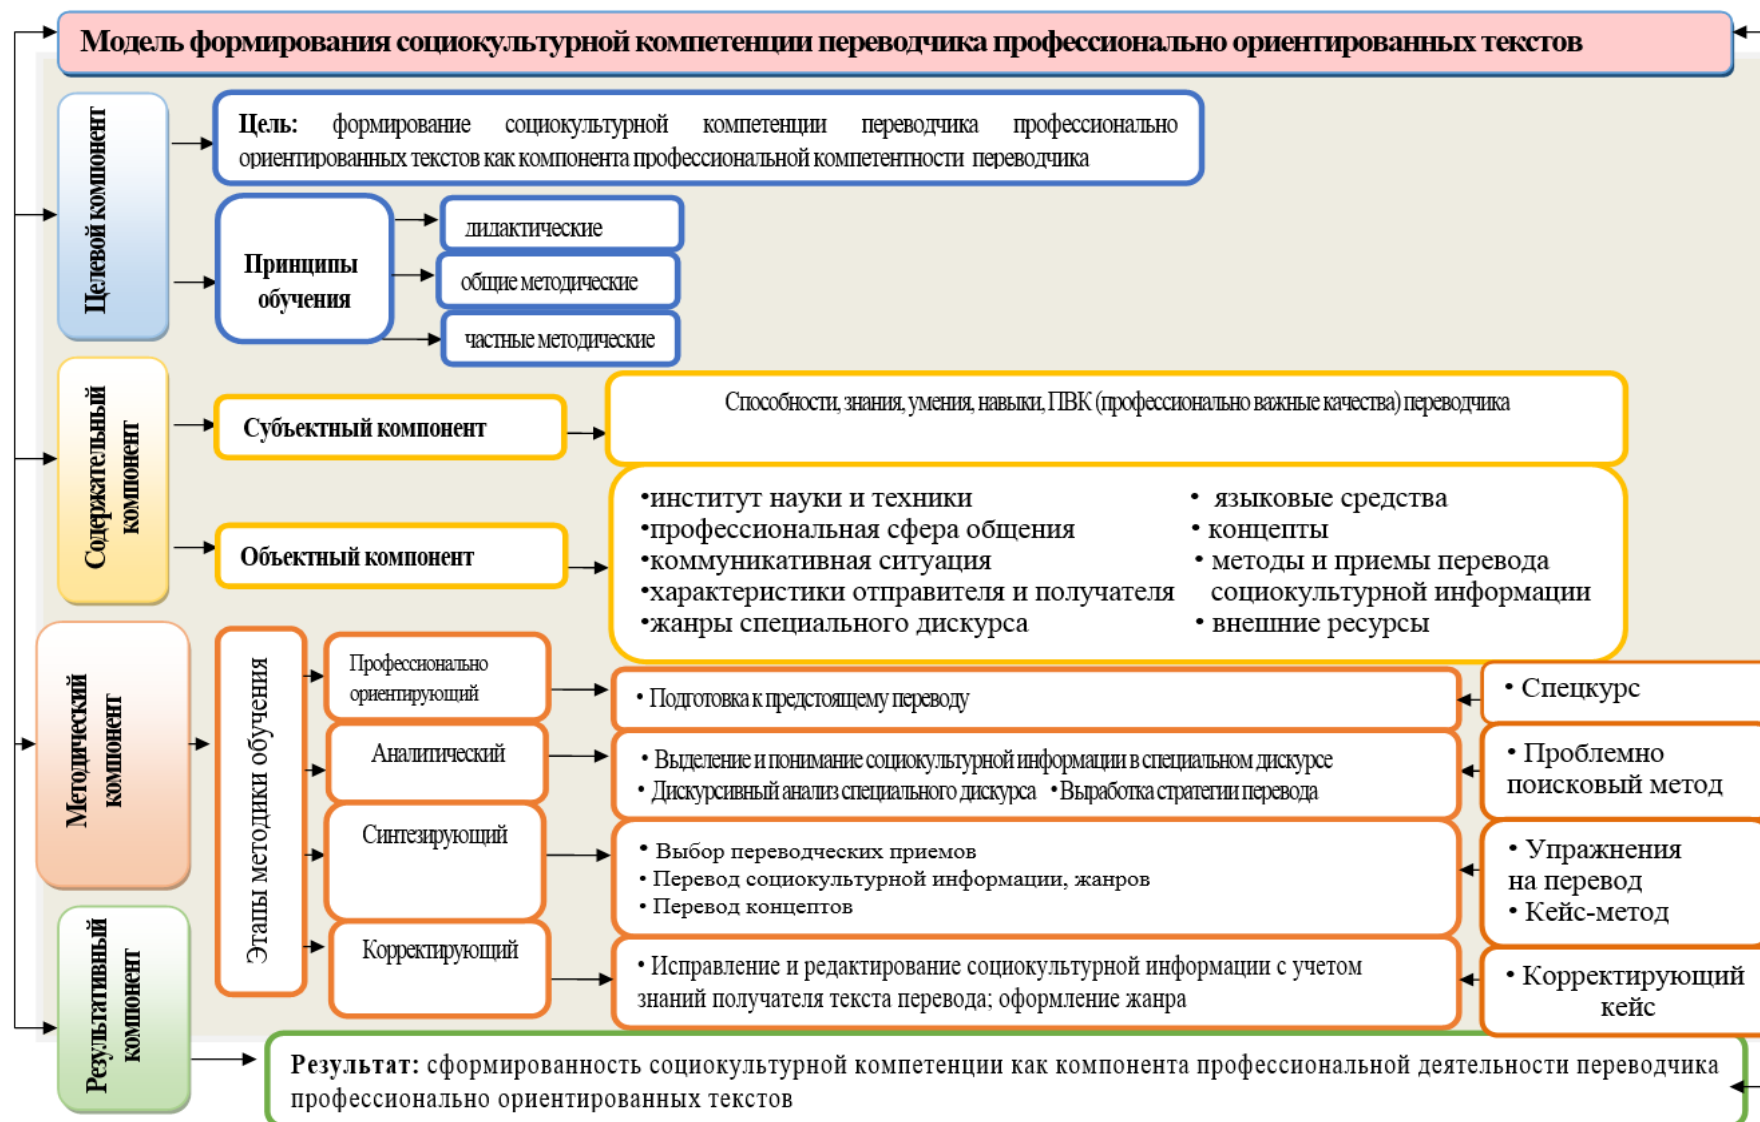 Модель формирования социокультурной компетенции переводчика профессионально ориентированных текстов
Целевой компонент
Цель: формирование социокультурной компетенции переводчика профессионально
ориентированных текстов как компонента профессиональной компетентности переводчика
Принципы
обучения
дидактические
общие методические
частные методические
Содержательный
компонент
Субъектный компонент
Способности, знания, умения, навыки, ПВК (профессионально важные качества) переводчика
Объектный компонент
•институт науки и техники
•профессиональная сфера общения
•коммуникативная ситуация
•характеристики отправителя и получателя
•жанры специального дискурса
• языковые средства
• концепты
• методы и приемы перевода
социокультурной информации
• внешние ресурсы
Методический
компонент
Этапы методики обучения
Профессионально
ориентирующий
• Подготовка к предстоящему переводу
• Спецкурс
Аналитический
• Выделение и понимание социокультурной информации в специальном дискурсе
• Дискурсивный анализ специального дискурса • Выработка стратегии перевода
• Проблемно
поисковый метод
Синтезирующий
• Выбор переводческих приемов
• Перевод социокультурной информации, жанров
• Перевод концептов
• Упражнения
на перевод
• Кейс-метод
Корректирующий
• Исправление и редактирование социокультурной информации с учетом
знаний получателя текста перевода; оформление жанра
• Корректирующий
кейс
Результативный
компонент
Результат: сформированность социокультурной компетенции как компонента профессиональной деятельности переводчика
профессионально ориентированных текстов